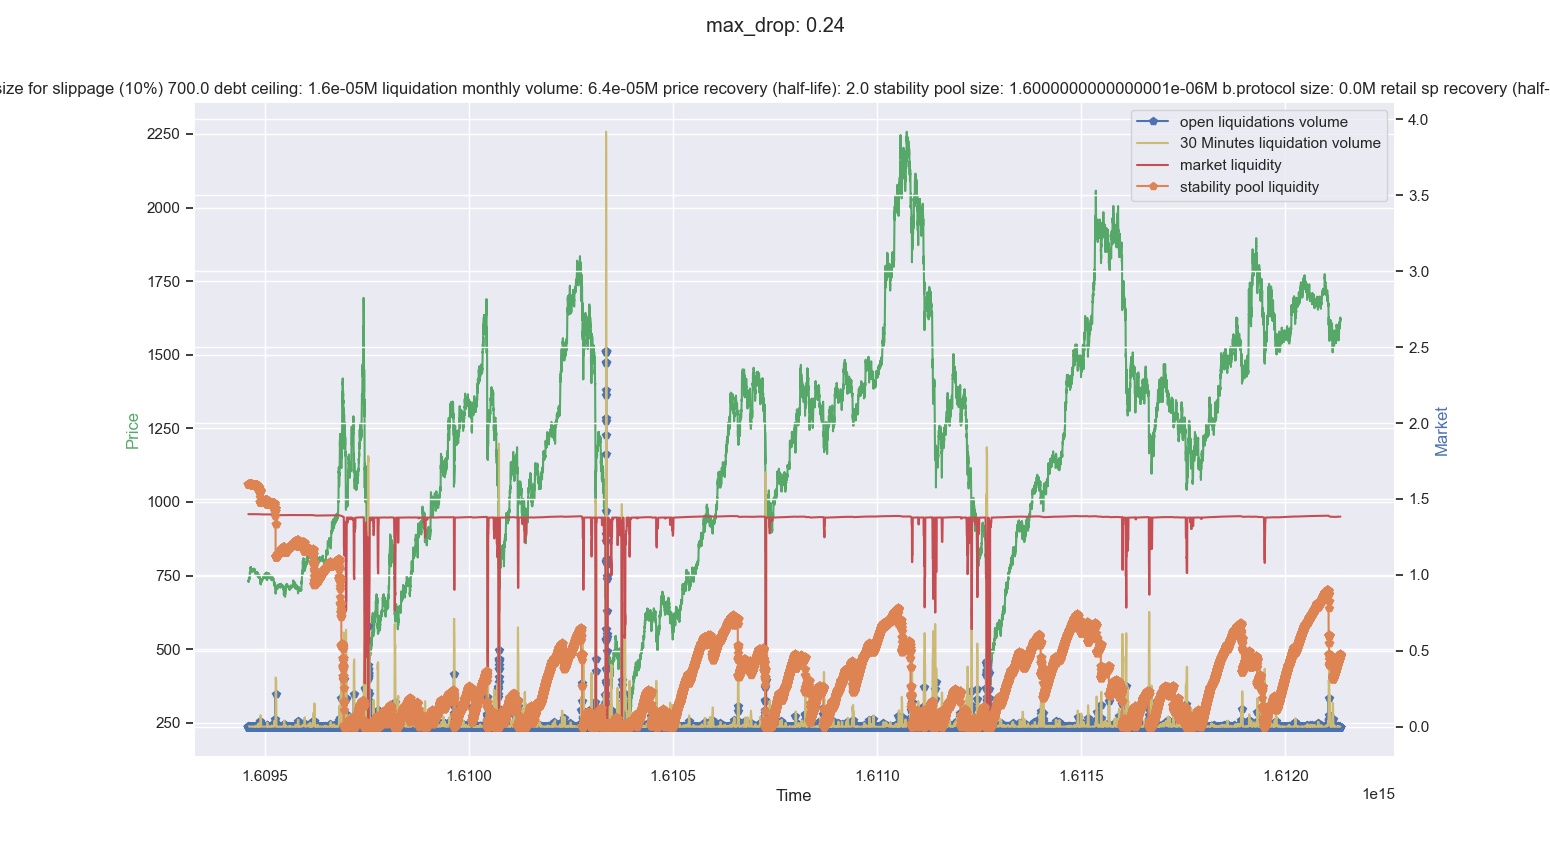 max_drop: 0.24
size for slippage (10%) 700.0 debt ceiling: 1.6e-05M liquidation monthly volume: 6.4e-05M price recovery (half-life): 2.0 stability pool size: 1.6000000000000001e-06M b.protocol size: 0.0M retail sp recovery (half-
open liquidations volume
30 Minutes liquidation volume
market liquidity
stability pool liquidity
2250
2000
1750
1500
1250
1000
750
500
250
Price
4.0
3.5
3.0
2.5
2.0
1.5
1.0
0.5
0.0
Market
1.6095 1.6100 1.6105 1.6110 1.6115 1.6120
1e15
Time